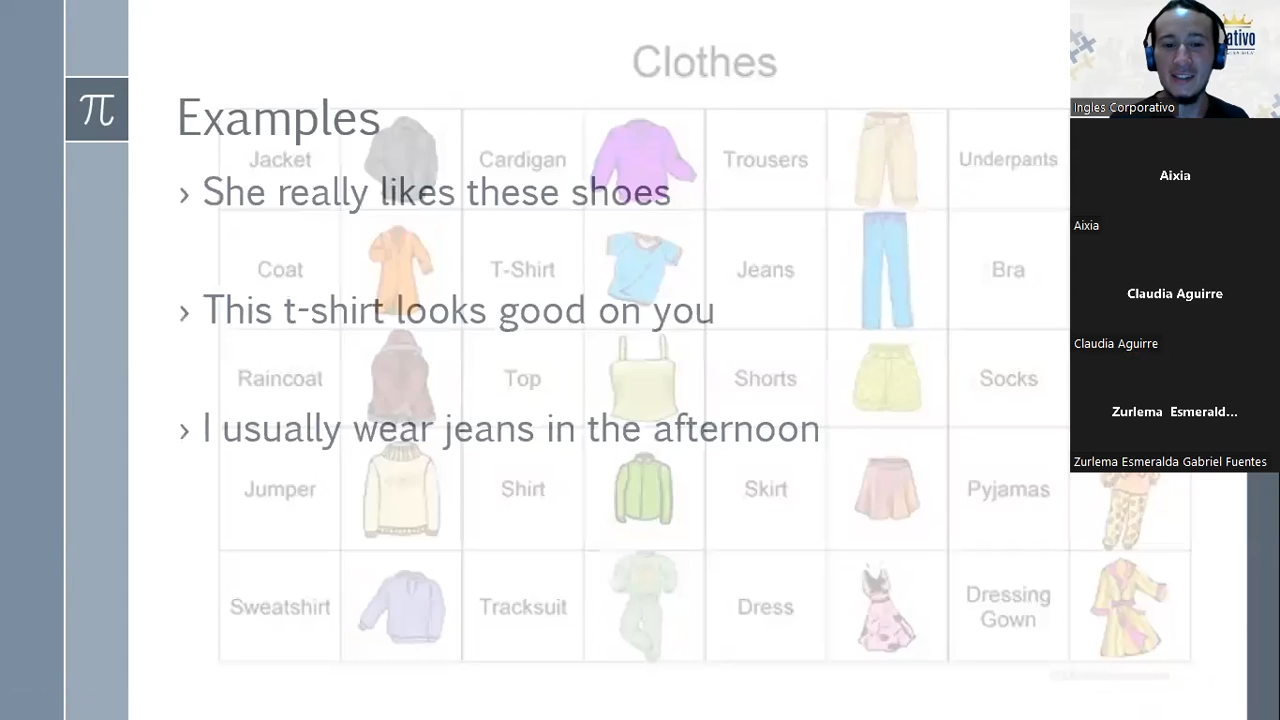 Clothes
Examples
› She really likes these shoes
› This t-shirt looks good on you
› I usually wear jeans in the afternoon
Jacket Cardigan Trousers Underpants
Coat T-Shirt Jeans Bra
Raincoat Top Shorts Socks
Jumper Shirt Skirt Pyjamas
Sweatshirt Tracksuit Dress Dressing
Gown
π
ativo
Ingles Corporativo
Aixia
Aixia
Claudia Aguirre
Claudia Aguirre
Zurlema Esmerald...
Zurlema Esmeralda Gabriel Fuentes